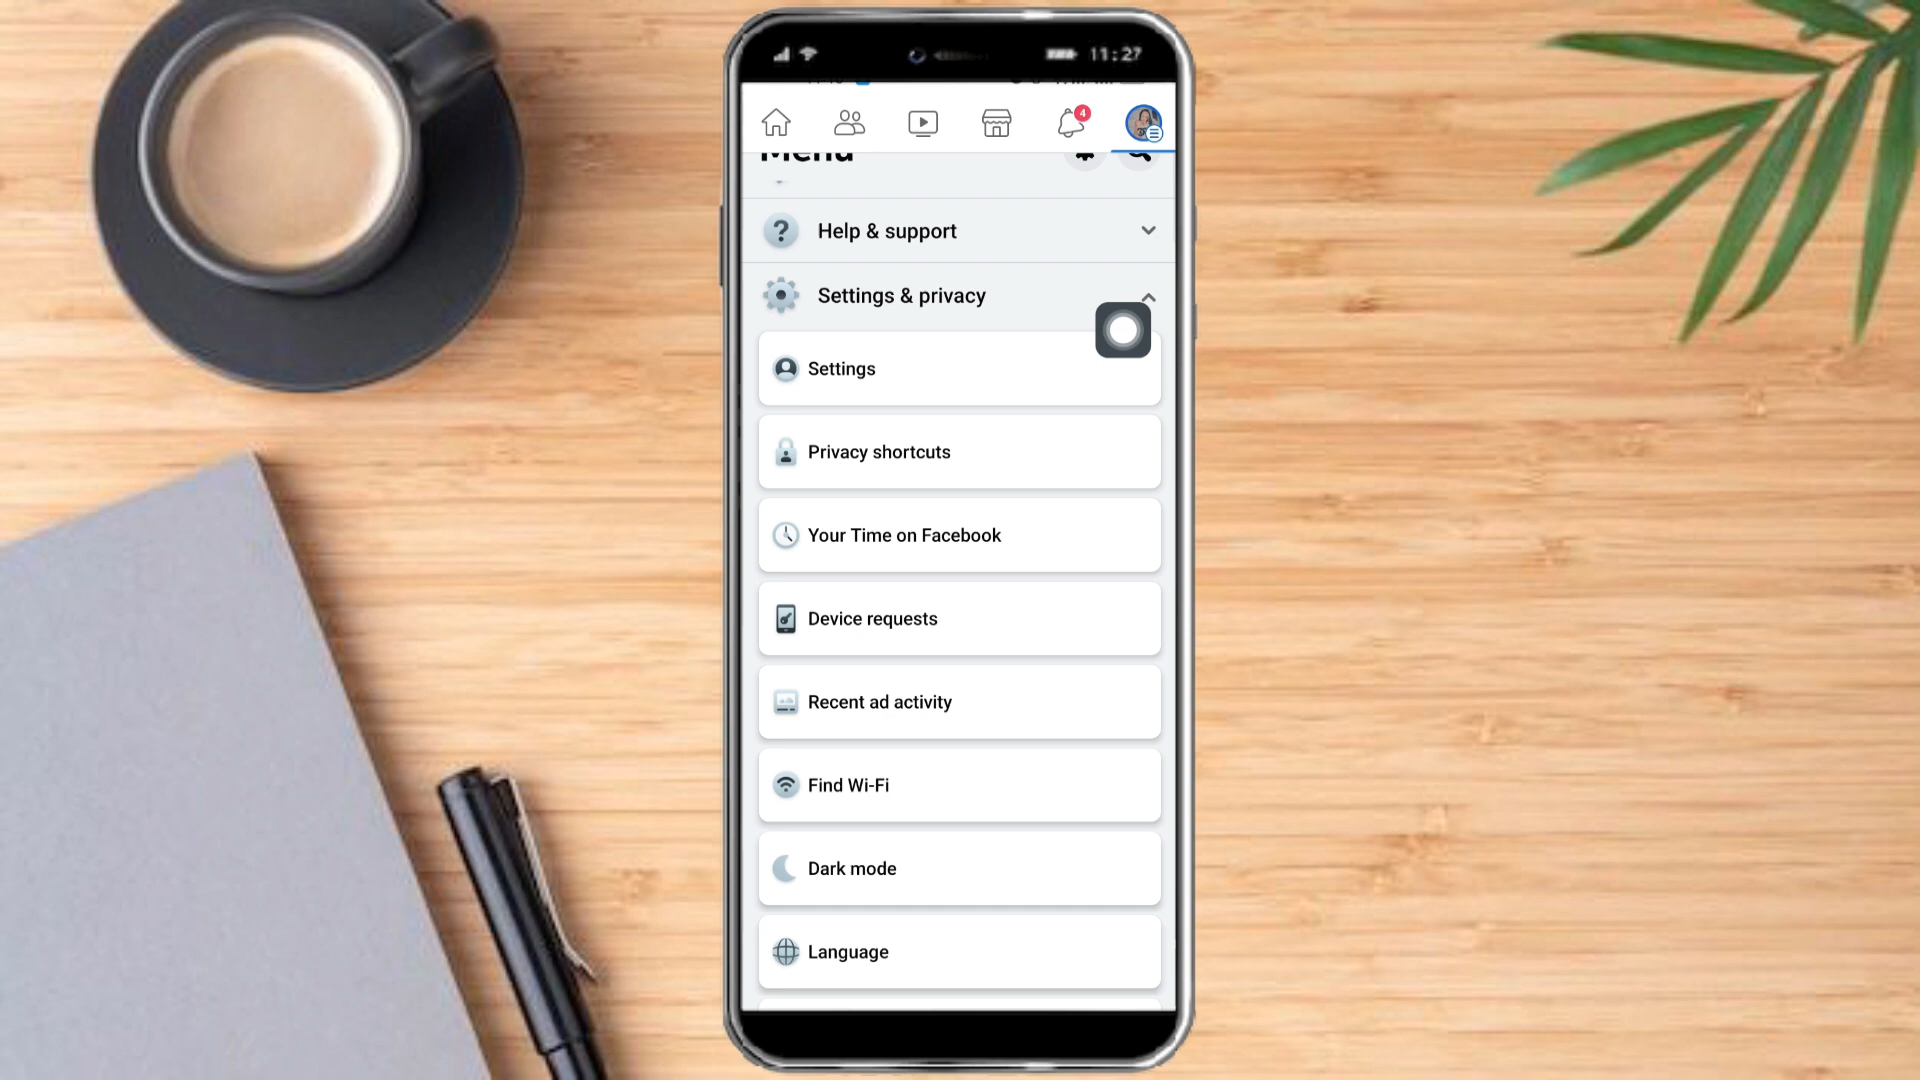 11:27
4
Menu
Help & support
Settings & privacy
Settings
Privacy shortcuts
Your Time on Facebook
Device requests
Recent ad activity
Find Wi-Fi
Dark mode
Language